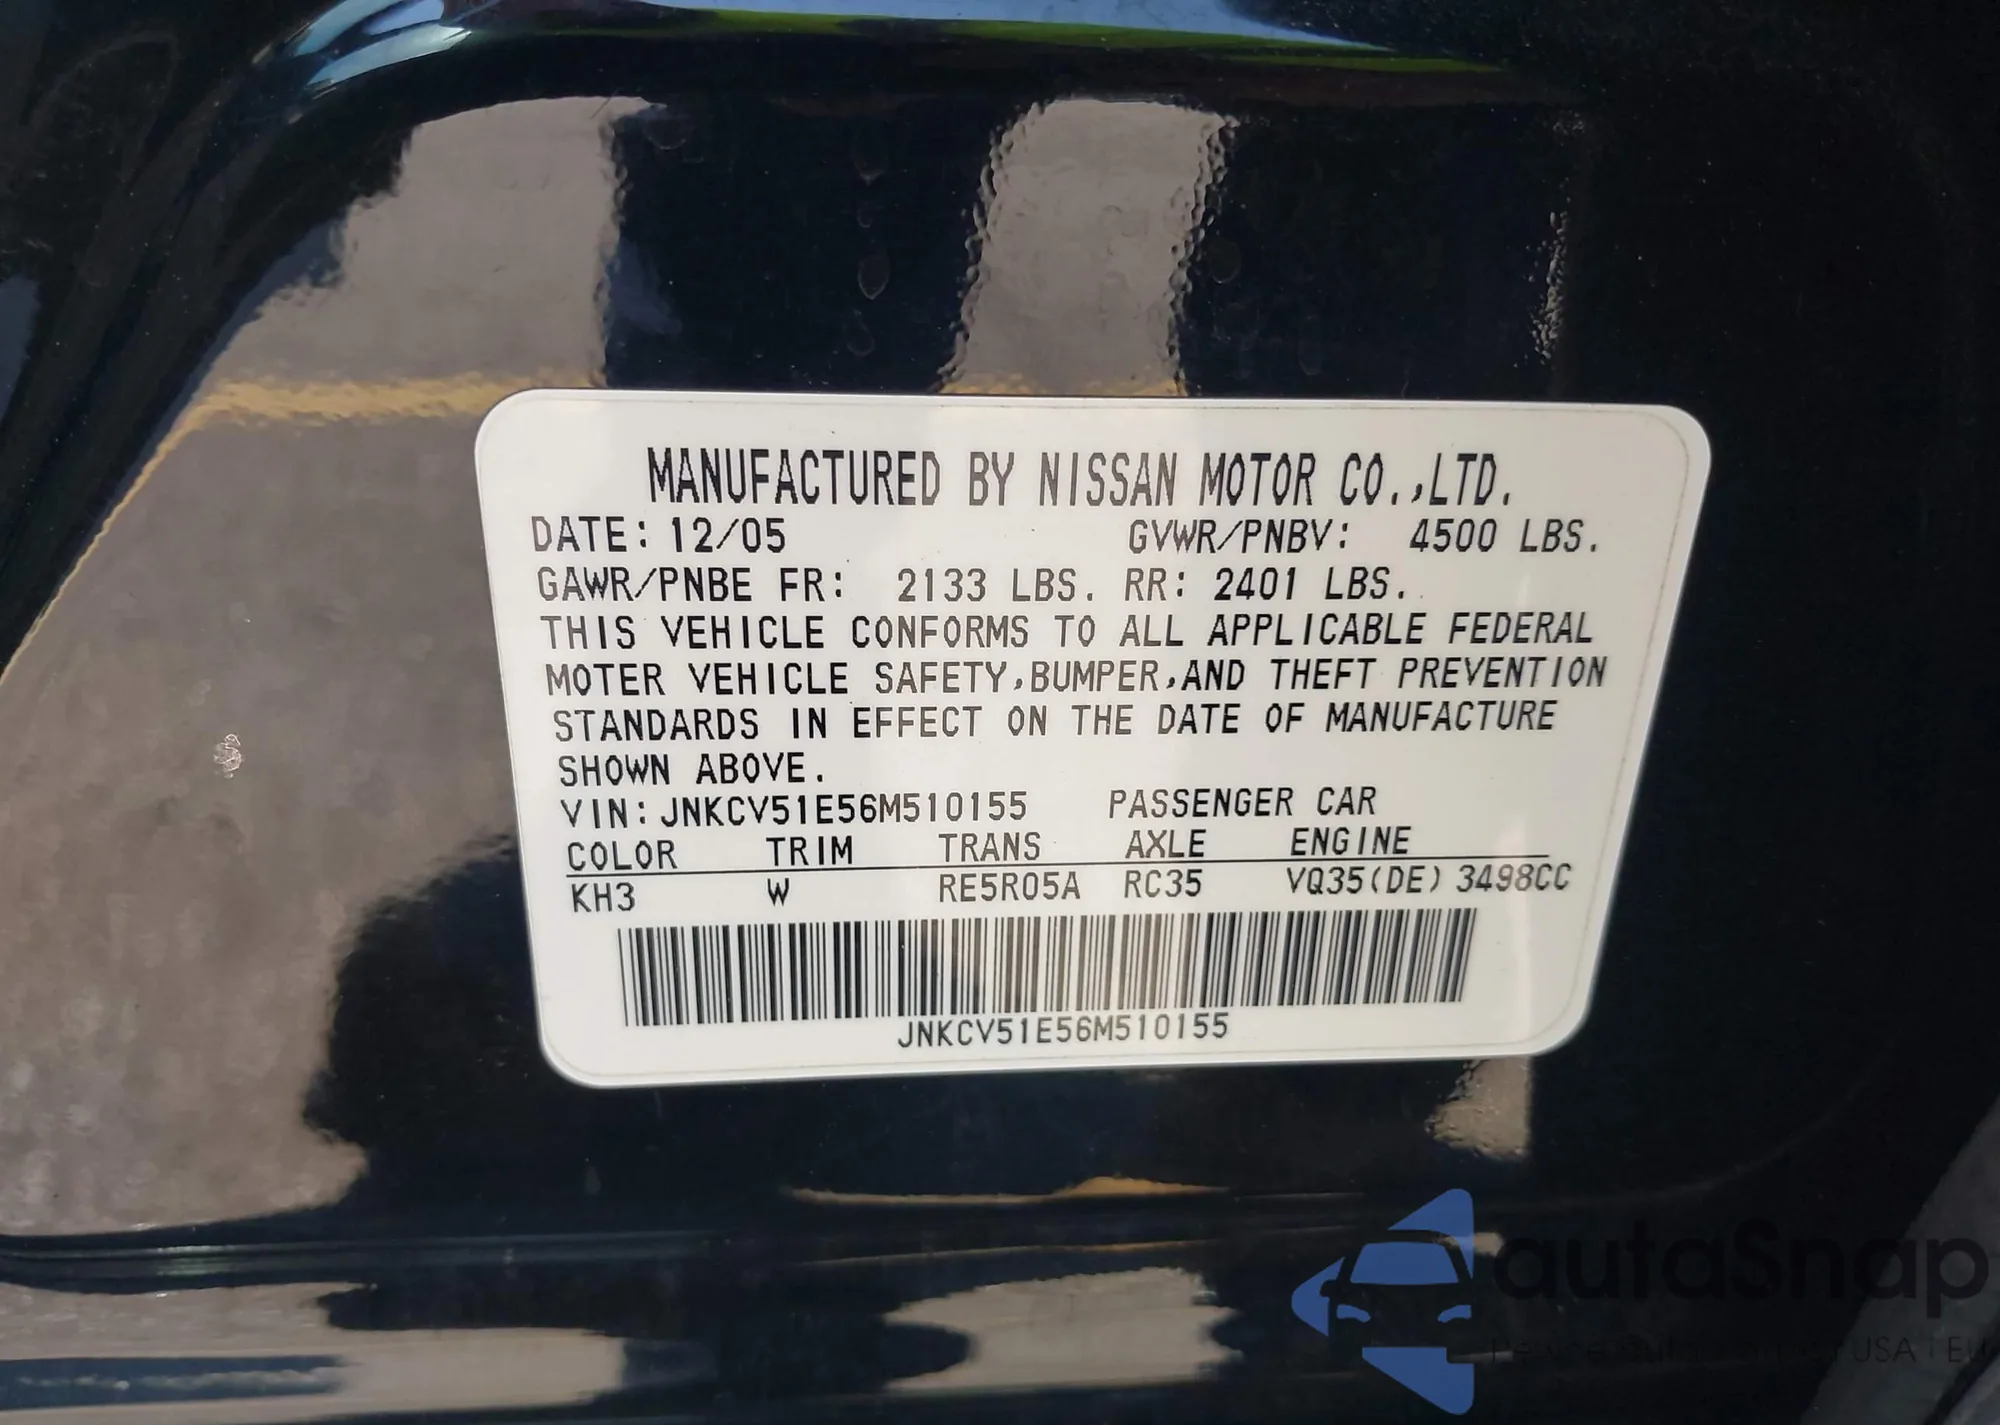 MANUFACTURED BY NISSAN MOTOR CO.,LTD.
DATE: 12/05 GVWR/PNBV: 4500 LBS.
GAWR/PNBE FR: 2133 LBS. RR: 2401 LBS.
THIS VEHICLE CONFORMS TO ALL APPLICABLE FEDERAL
MOTER VEHICLE SAFETY,BUMPER,AND THEFT PREVENTION
STANDARDS IN EFFECT ON THE DATE OF MANUFACTURE
SHOWN ABOVE.
VIN:JNKCV51E56M510155 PASSENGER CAR
COLOR TRIM TRANS AXLE ENGINE
KH3 W RE5R05A RC35 VQ35(DE) 3498CC
JNKCV51E56M510155
autoSnap
USA EU